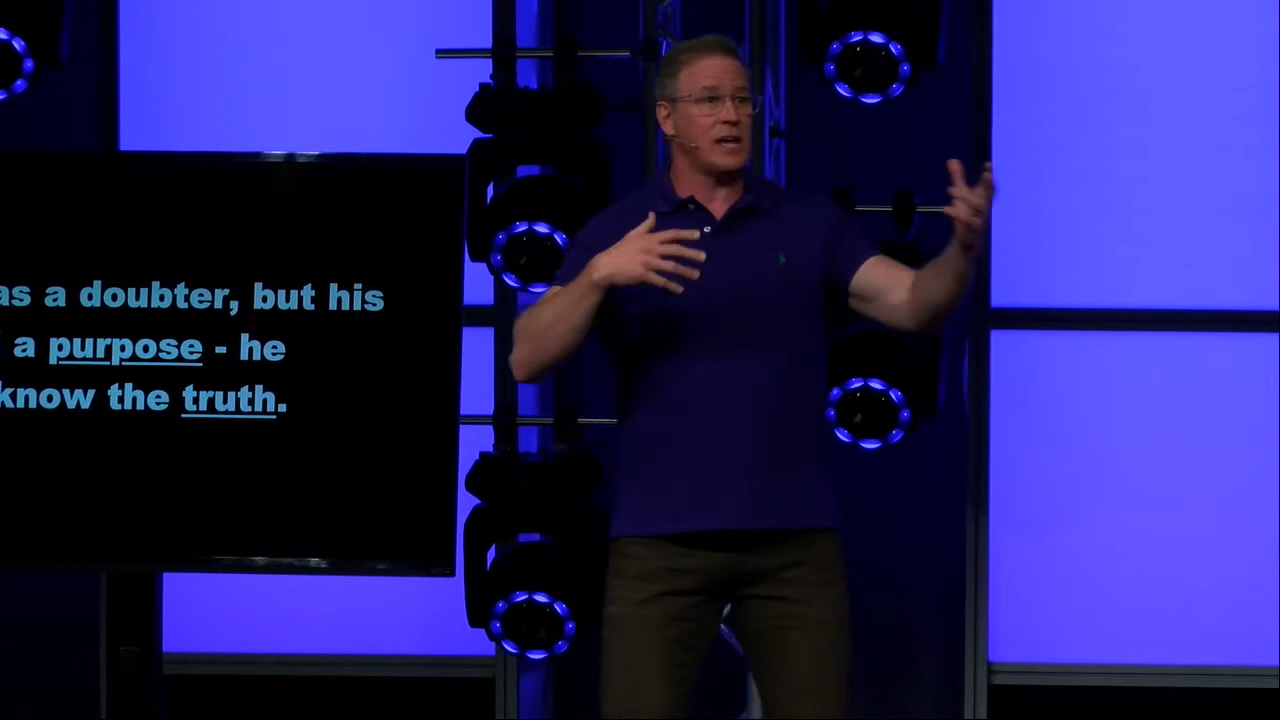 as a doubter, but his
a purpose - he
know the truth.